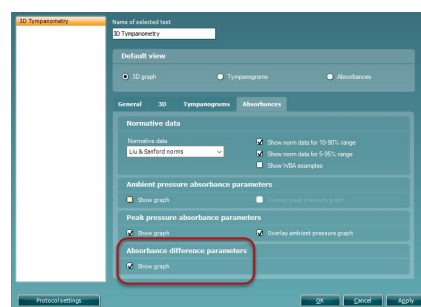 3D Tympanometry
Name of selected test
3D Tympanometry
Default view
3D graph
Tympanograms
Absorbances
General
3D
Tympanograms
Absorbances
Normative data
Normative data
Liu & Sanford norms
Show norm data for 10-90% range
Show norm data for 5-95% range
Show WBA examples
Ambient pressure absorbance parameters
Show graph
Overlay peak pressure graph
Peak pressure absorbance parameters
Show graph
Overlay ambient pressure graph
Absorbance difference parameters
Show graph
Protocol settings
OK
Cancel
Apply